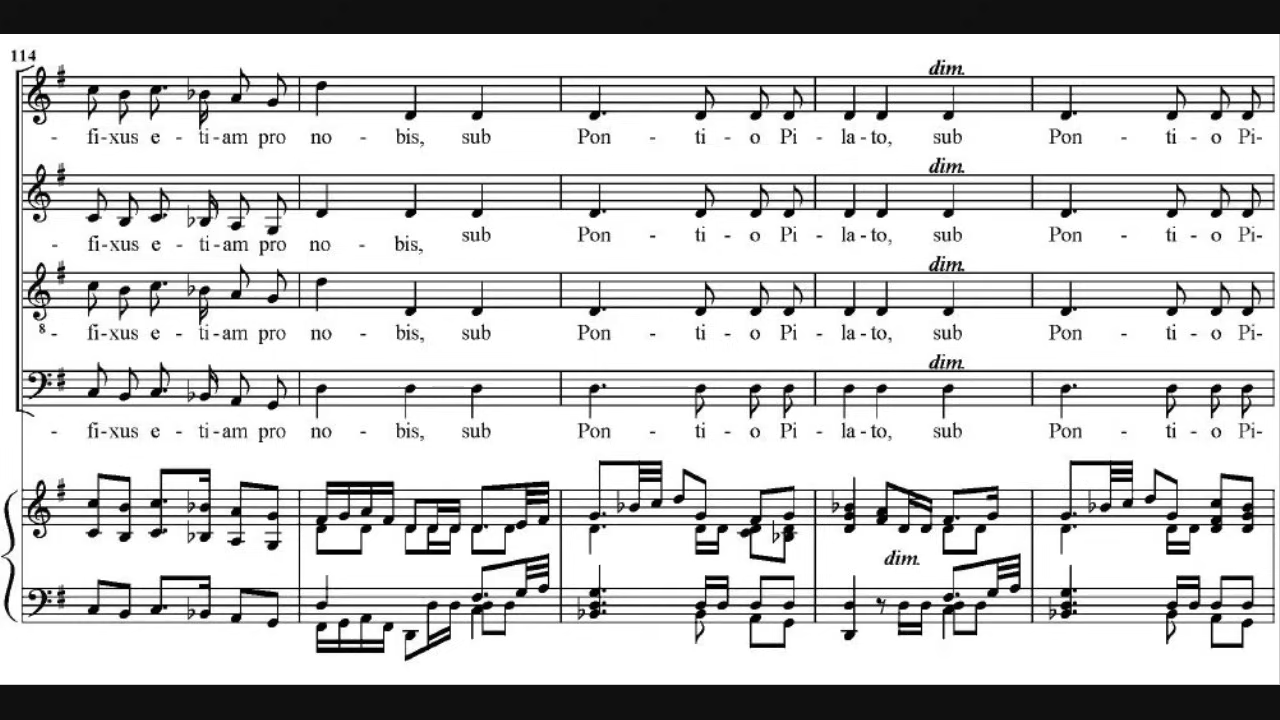 114
dim.
- fi-xus e - ti-am pro no - bis, sub Pon - ti - o Pi - la-to, sub Pon - ti - o Pi-
dim.
- fi-xus e - ti-am pro no - bis, sub Pon - ti - o Pi - la-to, sub Pon - ti - o Pi-
dim.
8 - fi-xus e - ti-am pro no - bis, sub Pon - ti - o Pi - la-to, sub Pon - ti - o Pi-
dim.
- fi-xus e - ti-am pro no - bis, sub Pon - ti - o Pi - la-to, sub Pon - ti - o Pi-
dim.